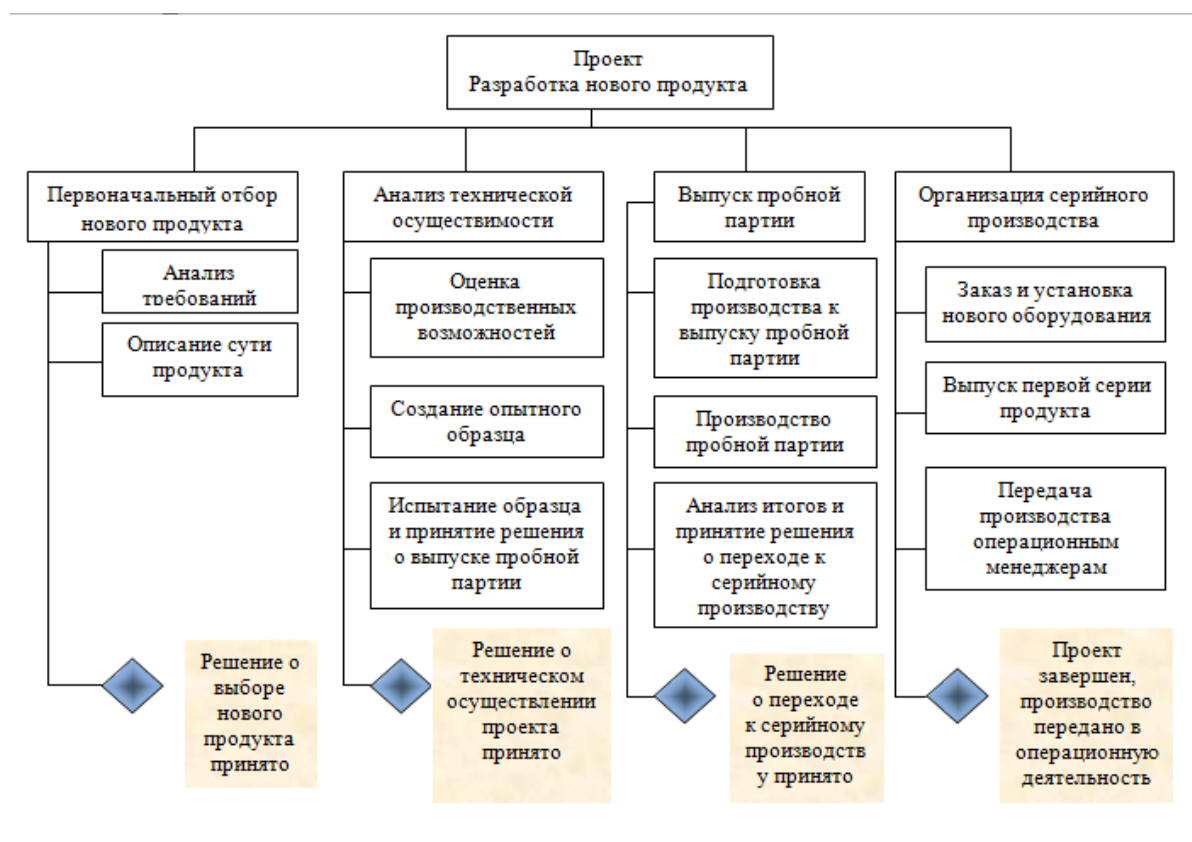 Проект
Разработка нового продукта
Первоначальный отбор
нового продукта
Анализ
требований
Описание сути
продукта
Решение о
выборе
нового
продукта
принято
Анализ технической
осуществимости
Оценка
производственных
возможностей
Создание опытного
образца
Испытание образца
и принятие решения
о выпуске пробной
партии
Решение о
техническом
осуществлении
проекта
принято
Выпуск пробной
партии
Подготовка
производства к
выпуску пробной
партии
Производство
пробной партии
Анализ итогов и
принятие решения
о переходе к
серийному
производству
Решение
о переходе
к серийному
производств
у принято
Организация серийного
производства
Заказ и установка
нового оборудования
Выпуск первой серии
продукта
Передача
производства
операционным
менеджерам
Проект
завершен,
производство
передано в
операционную
деятельность